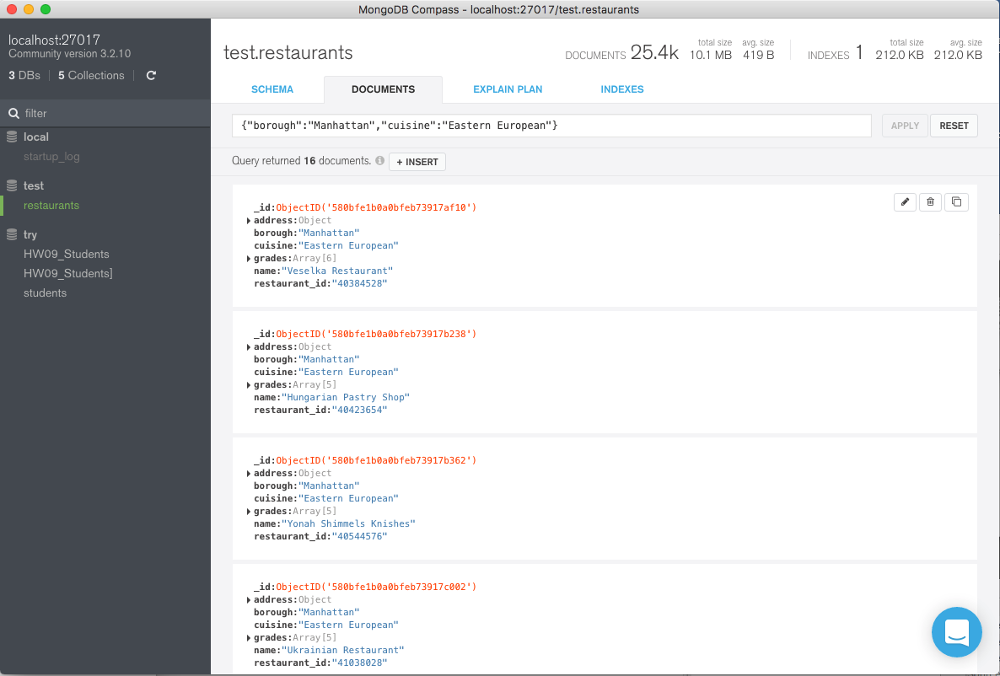 MongoDB Compass - localhost:27017/test.restaurants
localhost:27017
Community version 3.2.10
3 DBs
5 Collections
filter
local
startup_log
test
restaurants
try
HW09_Students
HW09_Students]
students
test.restaurants
DOCUMENTS 25.4k
total size
10.1 MB
avg. size
419 B
INDEXES 1
total size
212.0 KB
avg. size
212.0 KB
SCHEMA
DOCUMENTS
EXPLAIN PLAN
INDEXES
{"borough":"Manhattan","cuisine":"Eastern European"}
APPLY
RESET
Query returned 16 documents.
+ INSERT
_id:ObjectID('580bfe1b0a0bfeb73917af10')
address:Object
borough:"Manhattan"
cuisine:"Eastern European"
grades:Array[6]
name:"Veselka Restaurant"
restaurant_id:"40384528"
_id:ObjectID('580bfe1b0a0bfeb73917b238')
address:Object
borough:"Manhattan"
cuisine:"Eastern European"
grades:Array[5]
name:"Hungarian Pastry Shop"
restaurant_id:"40423654"
_id:ObjectID('580bfe1b0a0bfeb73917b362')
address:Object
borough:"Manhattan"
cuisine:"Eastern European"
grades:Array[5]
name:"Yonah Shimmels Knishes"
restaurant_id:"40544576"
_id:ObjectID('580bfe1b0a0bfeb73917c002')
address:Object
borough:"Manhattan"
cuisine:"Eastern European"
grades:Array[5]
name:"Ukrainian Restaurant"
restaurant_id:"41038028"